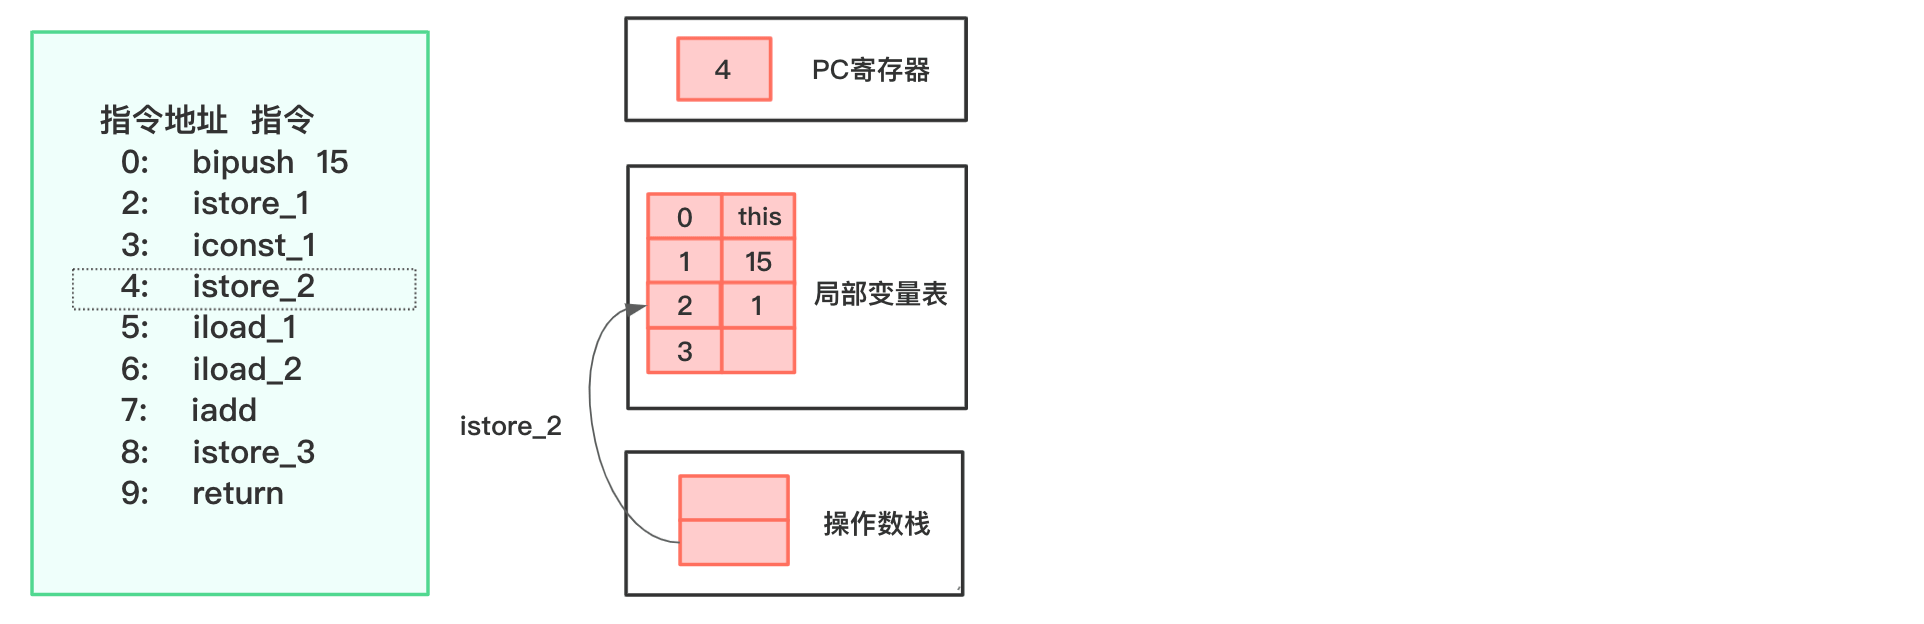 指令地址 指令
0: bipush 15
2: istore_1
3: iconst_1
4: istore_2
5: iload_1
6: iload_2
7: iadd
8: istore_3
9: return
4 PC寄存器
0 this
1 15
2 1
3
局部变量表
istore_2
操作数栈